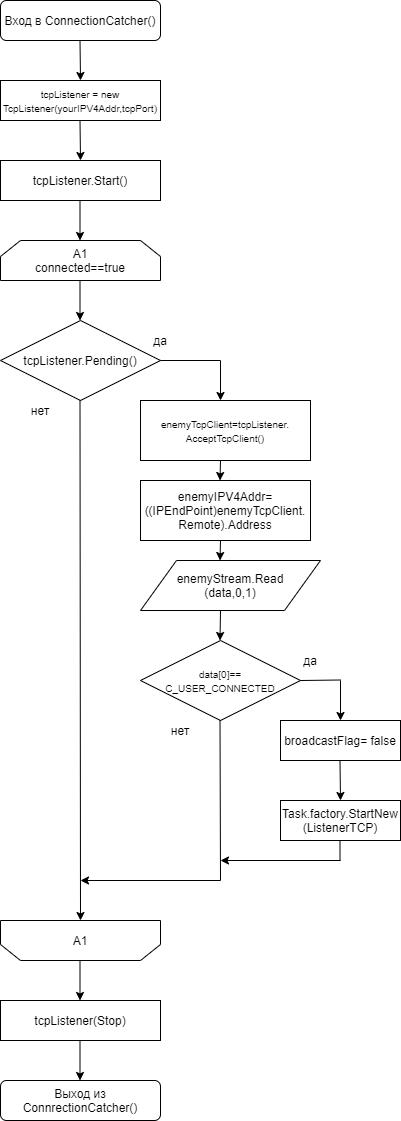 Вход в ConnectionCatcher()
tcpListener = new
TcpListener(yourIPV4Addr,tcpPort)
tcpListener.Start()
A1
connected==true
да
tcpListener.Pending()
нет
enemyTcpClient=tcpListener.
AcceptTcpClient()
enemyIPV4Addr=
((IPEndPoint)enemyTcpClient.
Remote).Address
enemyStream.Read
(data,0,1)
да
data[0]==
C_USER_CONNECTED
нет
broadcastFlag= false
Task.factory.StartNew
(ListenerTCP)
A1
tcpListener(Stop)
Выход из
ConnrectionCatcher()